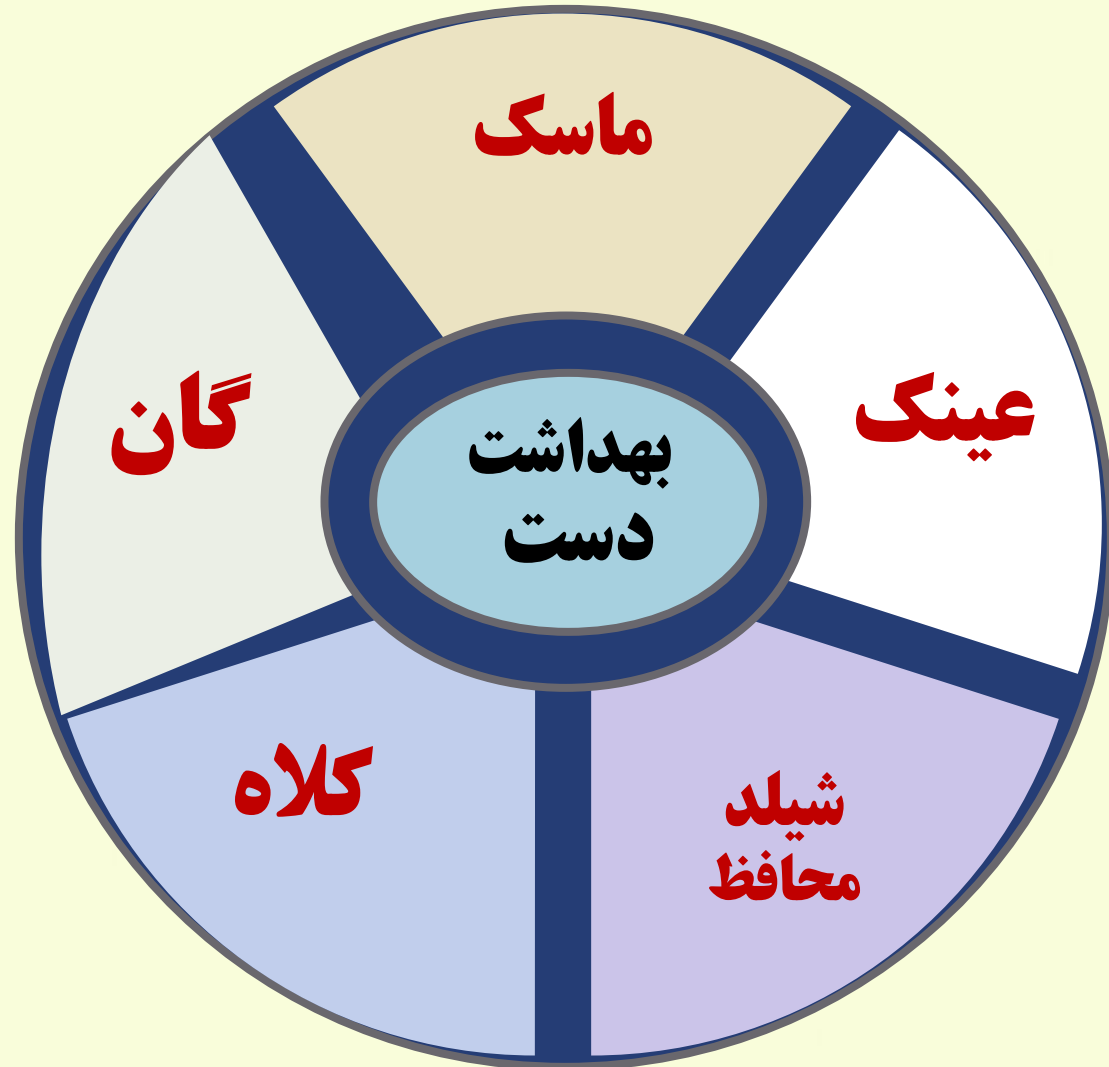 ماسک
عینک
گان
بهداشت
دست
کلاه
شیلد
محافظ